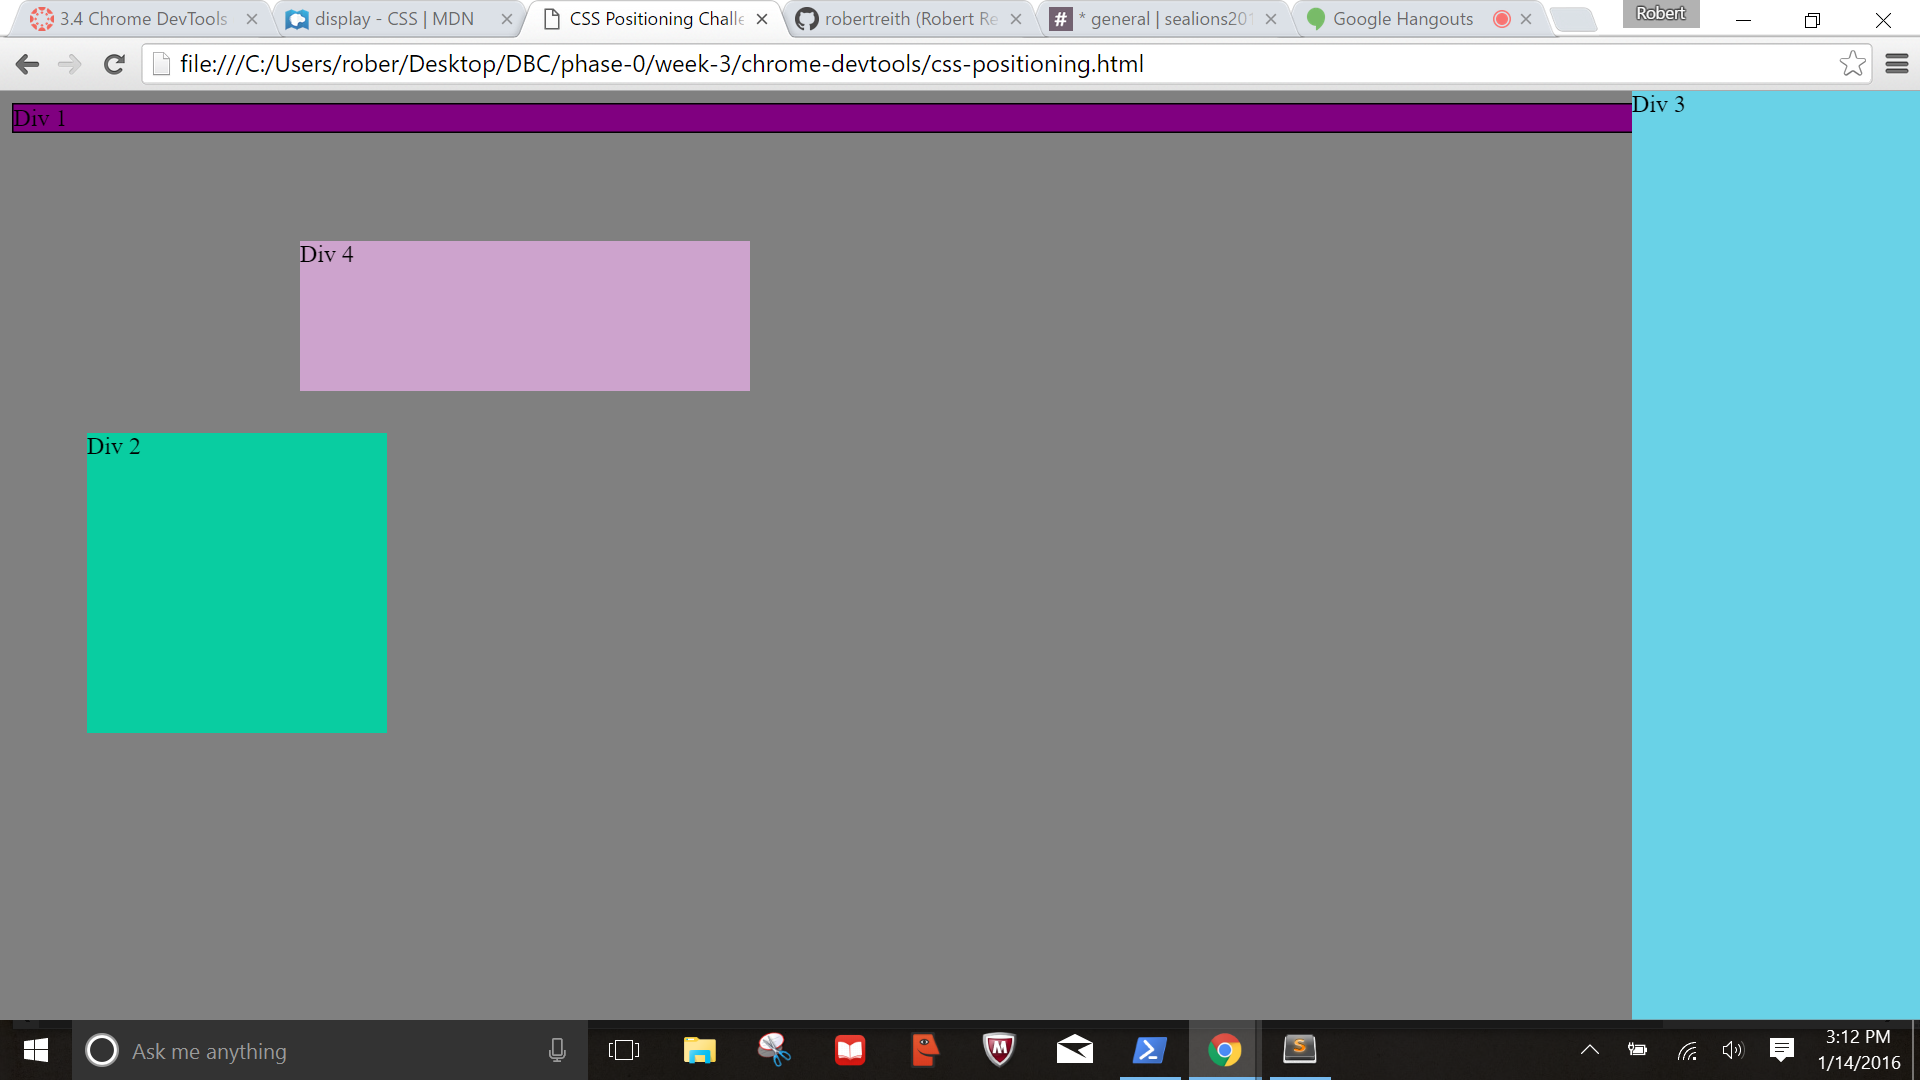 3.4 Chrome DevTools
display - CSS | MDN
CSS Positioning Challe
robertreith (Robert Re
* general | sealions201
Google Hangouts
Robert
file:///C:/Users/rober/Desktop/DBC/phase-0/week-3/chrome-devtools/css-positioning.html
Div 1
Div 3
Div 4
Div 2
Ask me anything
3:12 PM
1/14/2016